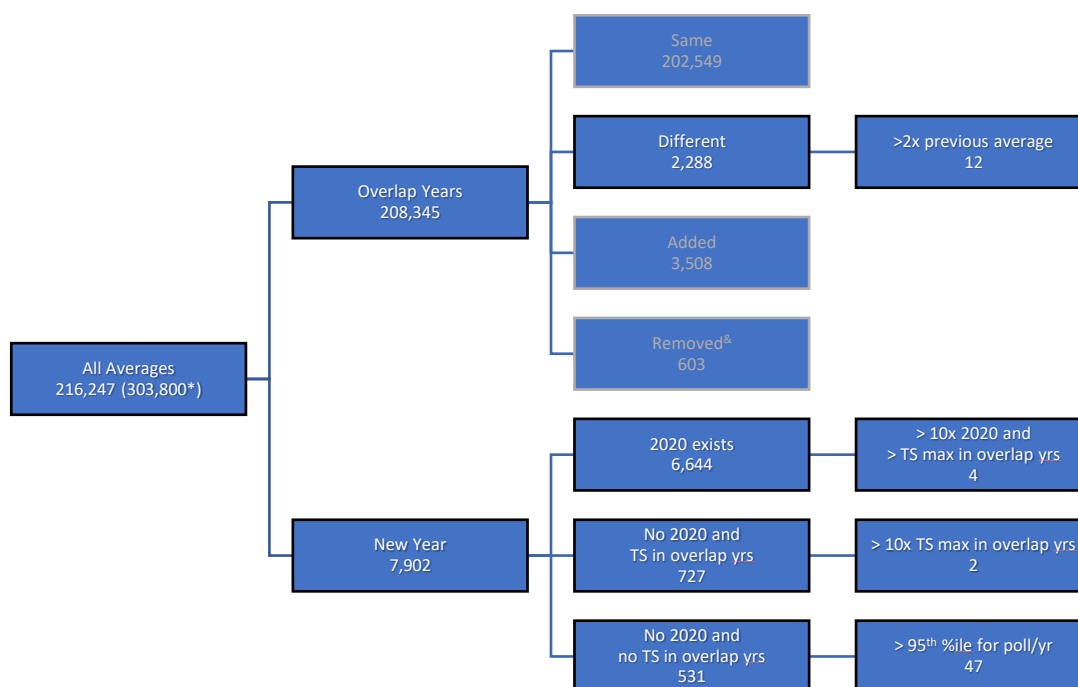 Same
202,549
Different
2,288
>2x previous average
12
Overlap Years
208,345
Added
3,508
Removed&
603
All Averages
216,247 (303,800*)
2020 exists
6,644
> 10x 2020 and
> TS max in overlap yrs
4
New Year
7,902
No 2020 and
TS in overlap yrs
727
> 10x TS max in overlap yrs
2
No 2020 and
no TS in overlap yrs
531
> 95th %ile for poll/yr
47